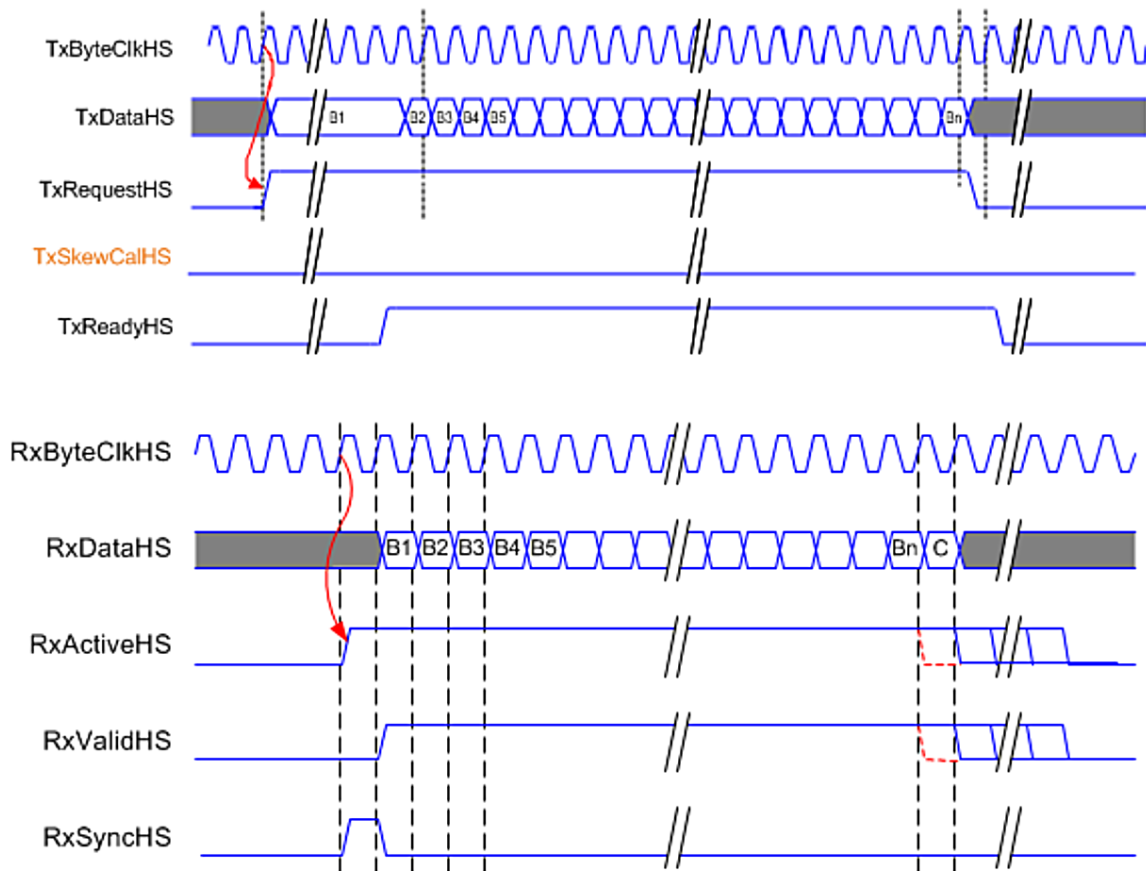 TxByteClkHS
TxDataHS B1 B2 B3 B4 B5 Bn
TxRequestHS
TxSkewCalHS
TxReadyHS
RxByteClkHS
RxDataHS B1 B2 B3 B4 B5 Bn C
RxActiveHS
RxValidHS
RxSyncHS